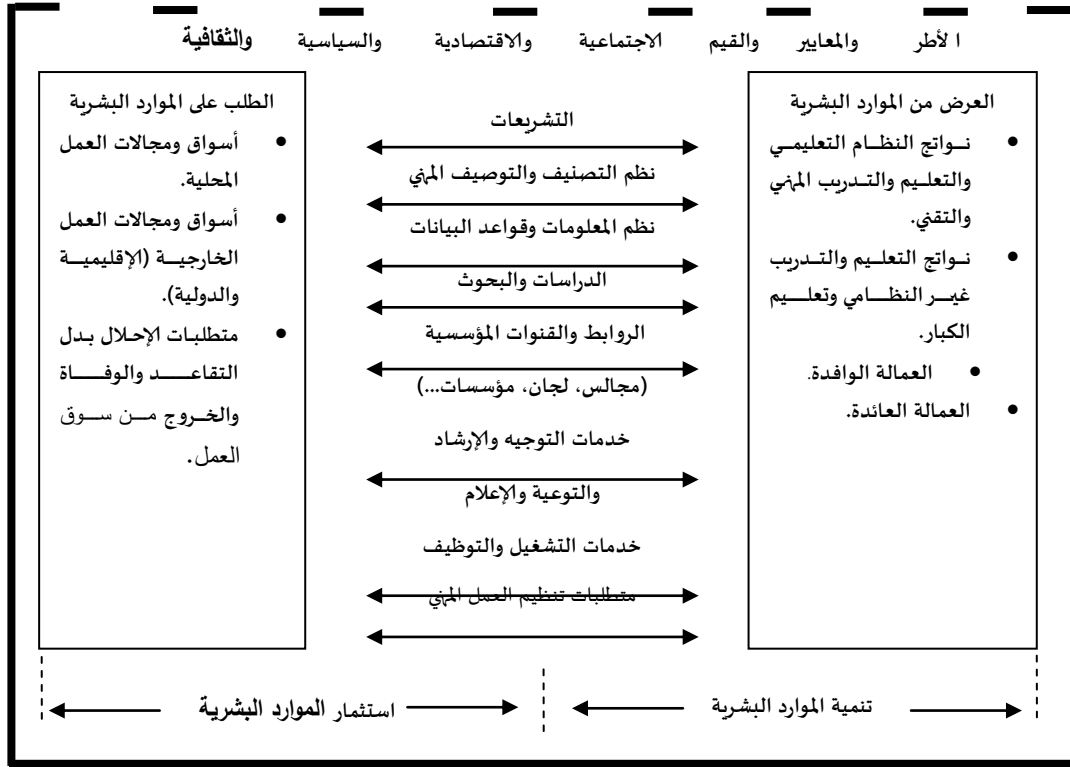 الأطر والمعايير والقيم الاجتماعية والاقتصادية والسياسية والثقافية
العرض من الموارد البشرية
• نواتج النظام التعليمي
والتعليم والتدريب المهني
والتقني.
• نواتج التعليم والتدريب
غير النظامي وتعليم
الكبار.
• العمالة الوافدة.
• العمالة العائدة.
التشريعات
نظم التصنيف والتوصيف المهني
نظم المعلومات وقواعد البيانات
الدراسات والبحوث
الروابط والقنوات المؤسسية
(مجالس، لجان، مؤسسات...)
خدمات التوجيه والإرشاد
والتوعية والإعلام
خدمات التشغيل والتوظيف
متطلبات تنظيم العمل المهني
الطلب على الموارد البشرية
• أسواق ومجالات العمل
المحلية.
• أسواق ومجالات العمل
الخارجية (الإقليمية
والدولية).
• متطلبات الإحلال بدل
التقاعد والوفاة
والخروج من سوق
العمل.
تنمية الموارد البشرية
استثمار الموارد البشرية